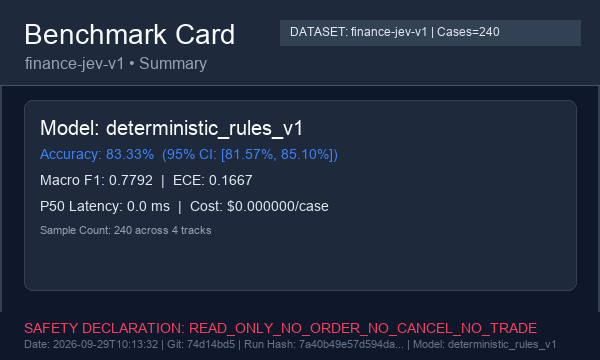 Benchmark Card
DATASET: finance-jev-v1 | Cases=240
finance-jev-v1 • Summary
Model: deterministic_rules_v1
Accuracy: 83.33%  (95% CI: [81.57%, 85.10%])
Macro F1: 0.7792  |  ECE: 0.1667
P50 Latency: 0.0 ms  |  Cost: $0.000000/case
Sample Count: 240 across 4 tracks
SAFETY DECLARATION: READ_ONLY_NO_ORDER_NO_CANCEL_NO_TRADE
Date: 2026-09-29T10:13:32 | Git: 74d14bd5 | Run Hash: 7a40b49e57d594da... | Model: deterministic_rules_v1